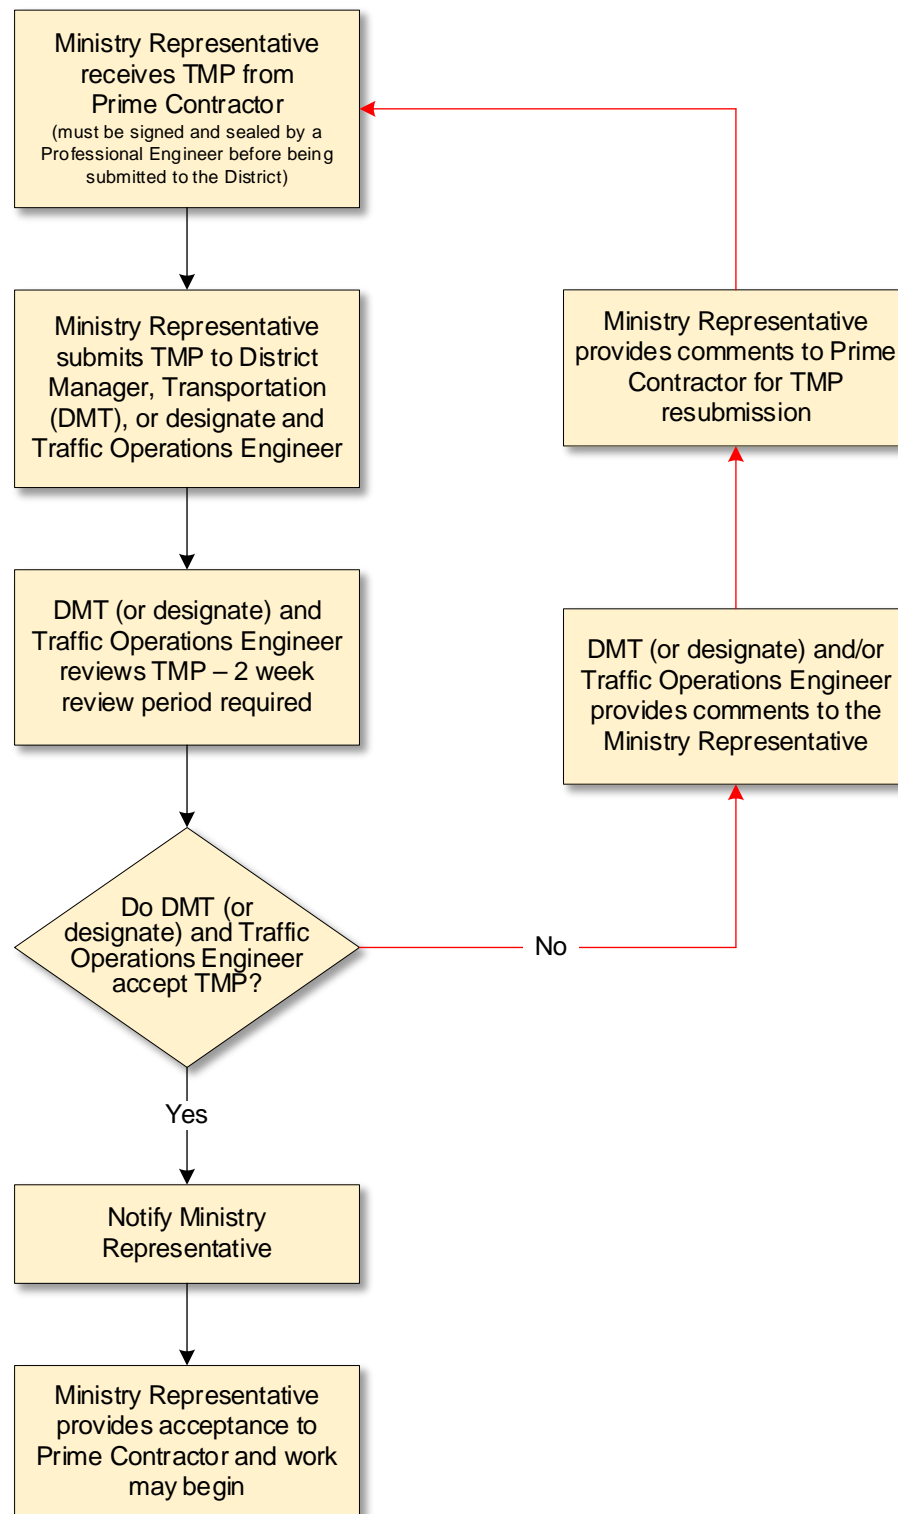 Ministry Representative
receives TMP from
Prime Contractor
(must be signed and sealed by a
Professional Engineer before being
submitted to the District)
Ministry Representative
submits TMP to District
Manager, Transportation
(DMT), or designate and
Traffic Operations Engineer
DMT (or designate) and
Traffic Operations Engineer
reviews TMP – 2 week
review period required
Do DMT (or
designate) and Traffic
Operations Engineer
accept TMP?
No
DMT (or designate) and/or
Traffic Operations Engineer
provides comments to the
Ministry Representative
Ministry Representative
provides comments to Prime
Contractor for TMP
resubmission
Yes
Notify Ministry
Representative
Ministry Representative
provides acceptance to
Prime Contractor and work
may begin